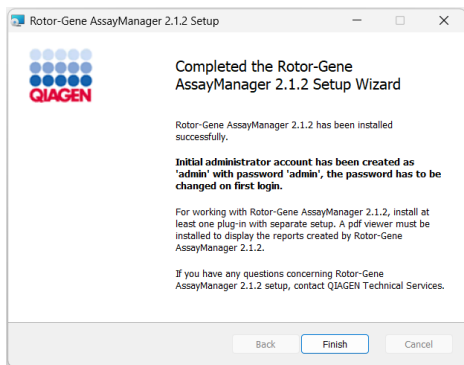 Rotor-Gene AssayManager 2.1.2 Setup
QIAGEN
Completed the Rotor-Gene
AssayManager 2.1.2 Setup Wizard
Rotor-Gene AssayManager 2.1.2 has been installed
successfully.
Initial administrator account has been created as
'admin' with password 'admin', the password has to be
changed on first login.
For working with Rotor-Gene AssayManager 2.1.2, install at
least one plug-in with separate setup. A pdf viewer must be
installed to display the reports created by Rotor-Gene
AssayManager 2.1.2.
If you have any questions concerning Rotor-Gene
AssayManager 2.1.2 setup, contact QIAGEN Technical Services.
Back Finish Cancel